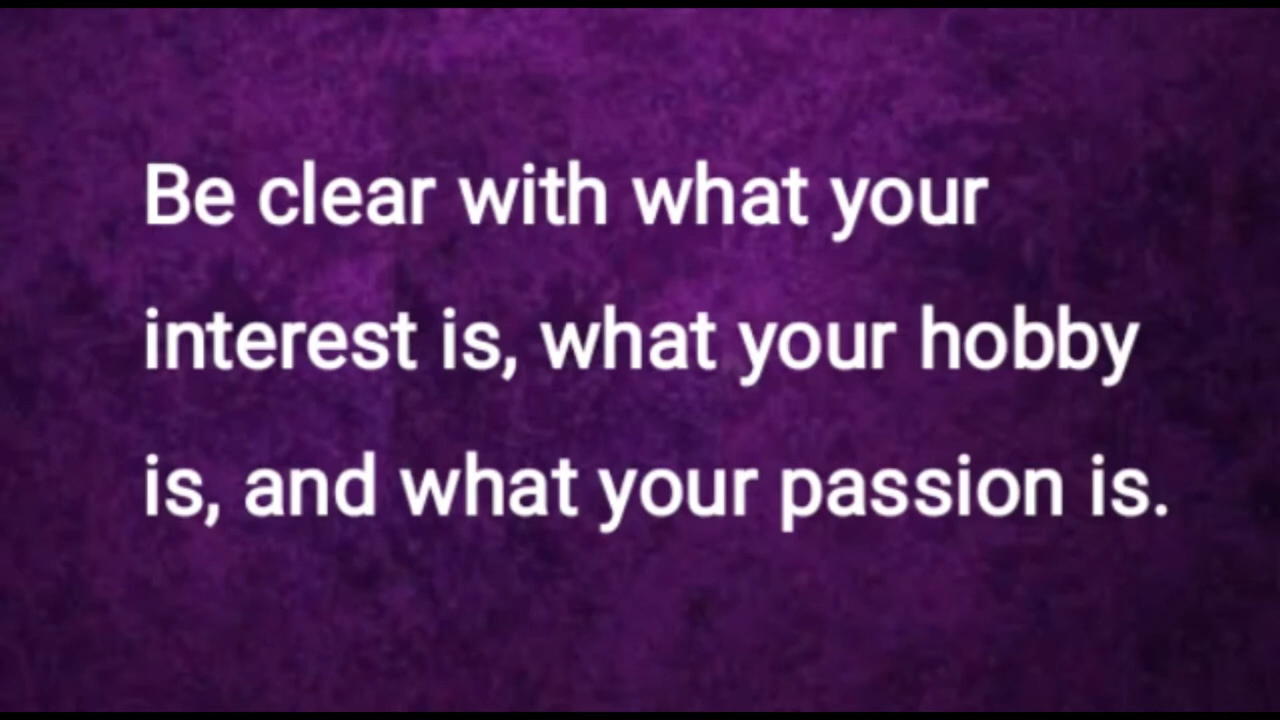 Be clear with what your
interest is, what your hobby
is, and what your passion is.